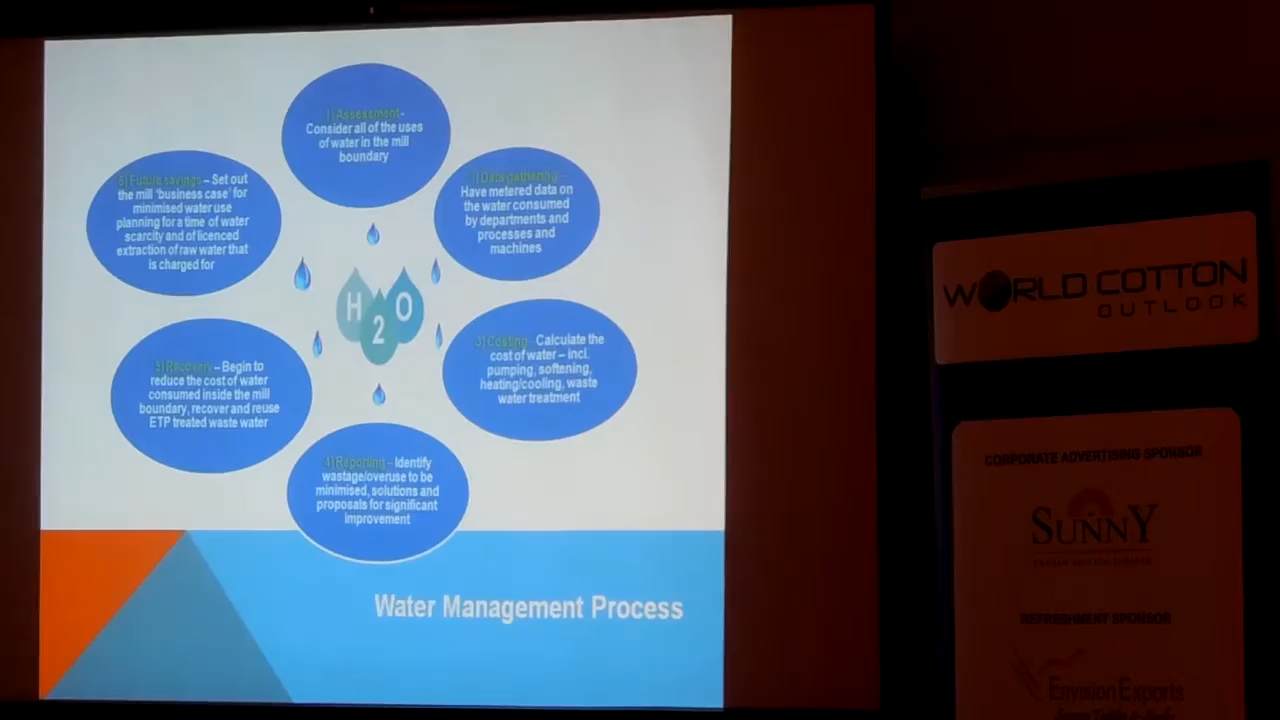 1) Assessment-
Consider all of the uses
of water in the mill
boundary
Data gathering –
Have metered data on
the water consumed
by departments and
processes and
machines
3) Costing- Calculate the
cost of water – incl.
pumping, softening,
heating/cooling, waste
water treatment
4) Reporting – Identify
wastage/overuse to be
minimised, solutions and
proposals for significant
improvement
5) Recovery – Begin to
reduce the cost of water
consumed inside the mill
boundary, recover and reuse
ETP treated waste water
6) Future savings – Set out
the mill 'business case' for
minimised water use
planning for a time of water
scarcity and of licenced
extraction of raw water that
is charged for
H2O
Water Management Process
WORLD COTTON
OUTLOOK
CORPORATE ADVERTISING SPONSOR
SUNNY
REFRESHMENT SPONSOR
Envision Exports